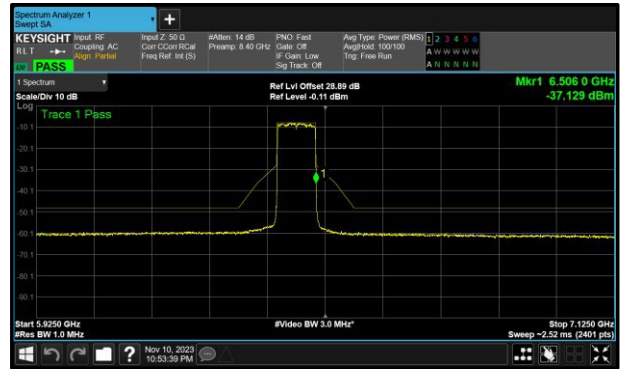 Spectrum Analyzer 1
Swept SA
+
KEYSIGHT Input: RF Input Z: 50 Ω #Atten: 14 dB PNO: Fast Avg Type: Power (RMS) 1 2 3 4 5 6
RLT Coupling: AC Corr CCorr RCal Preamp: 8.40 GHz Gate: Off Avg|Hold: 100/100 A W W W W W
Align: Partial Freq Ref: Int (S) IF Gain: Low Trig: Free Run
PASS Sig Track: Off A N N N N N
1 Spectrum Ref Lvl Offset 28.89 dB Mkr1 6.506 0 GHz
Scale/Div 10 dB Ref Level -0.11 dBm -37.129 dBm
Log
Trace 1 Pass
-10.1
-20.1
-30.1
1
-40.1
-50.1
-60.1
-70.1
-80.1
-90.1
Start 5.9250 GHz #Video BW 3.0 MHz* Stop 7.1250 GHz
#Res BW 1.0 MHz Sweep ~2.52 ms (2401 pts)
? Nov 10, 2023
10:53:39 PM